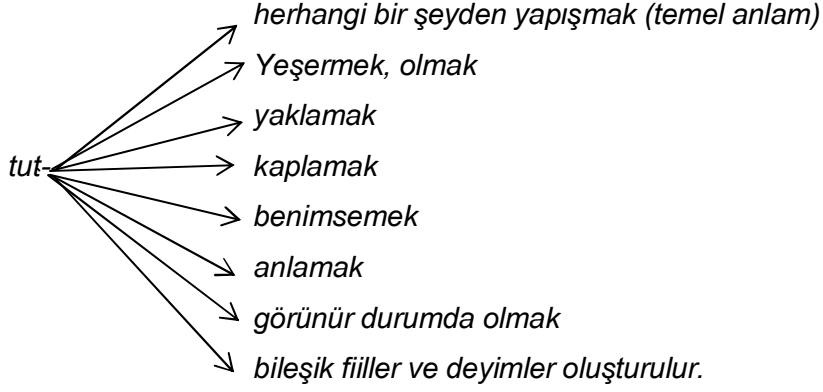 herhangi bir şeyden yapışmak (temel anlam)
Yeşermek, olmak
yaklamak
tut-
kaplamak
benimsemek
anlamak
görünür durumda olmak
bileşik fiiller ve deyimler oluşturulur.